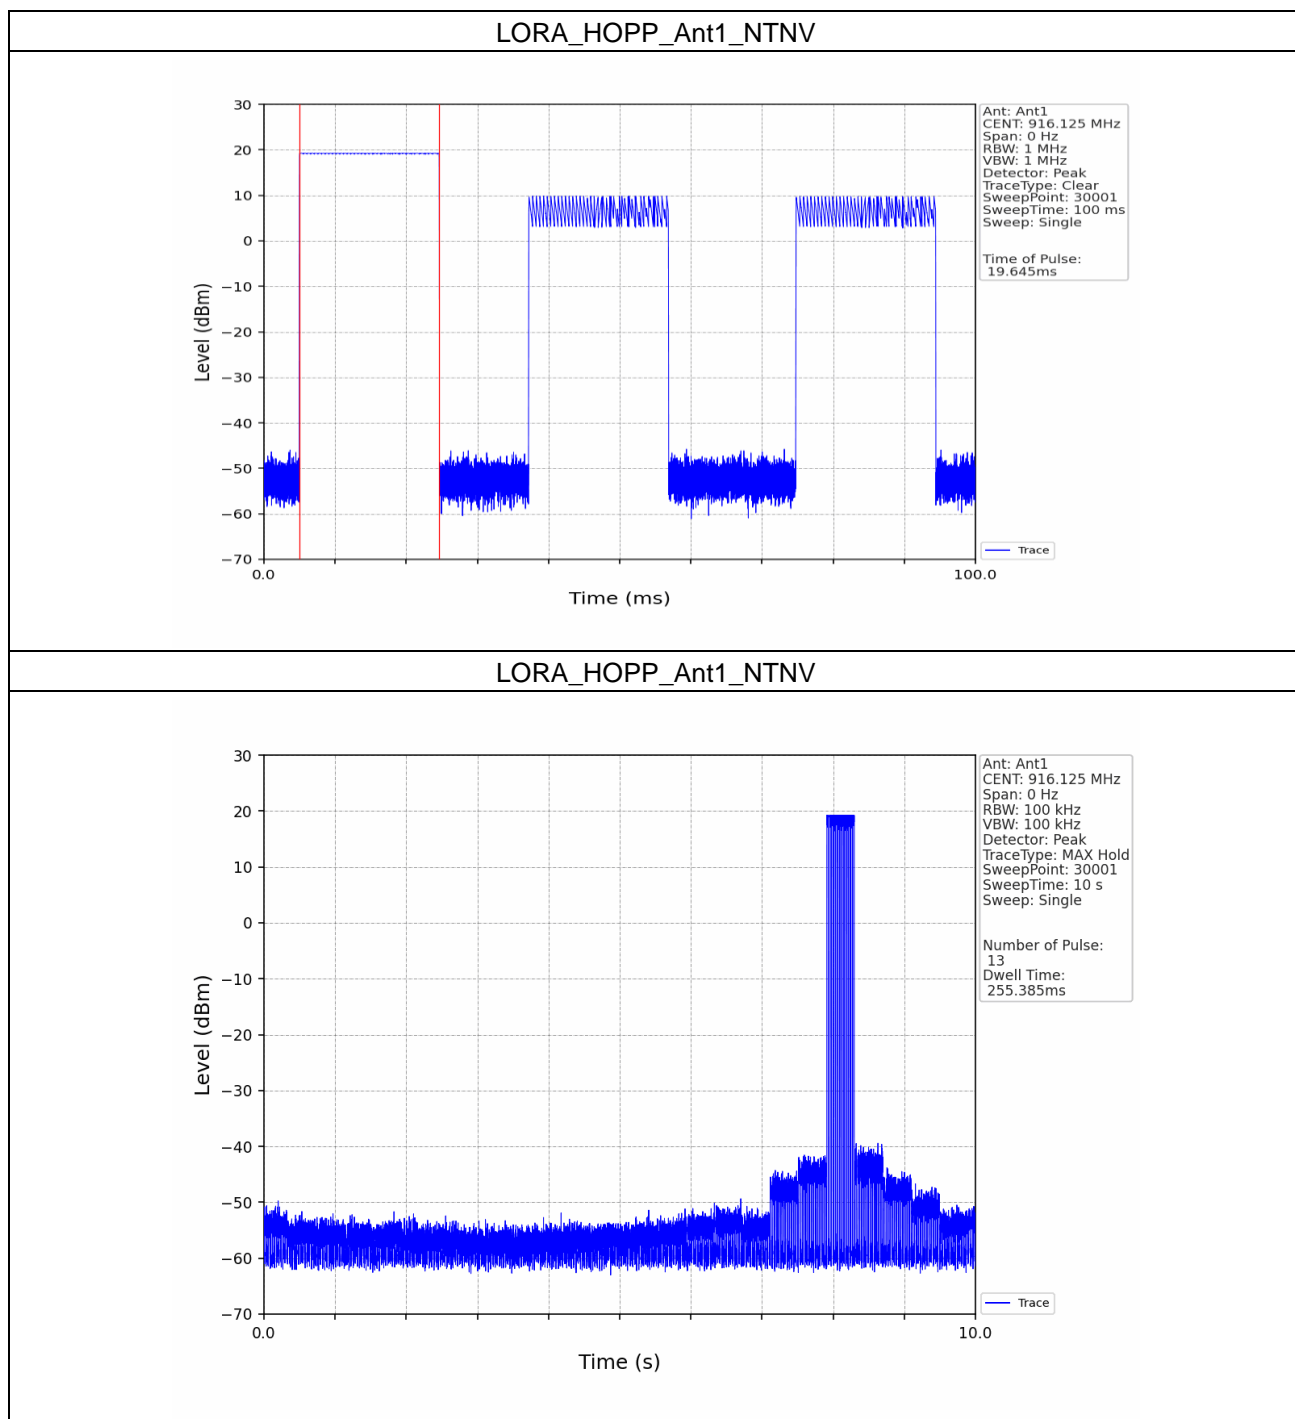 LORA_HOPP_Ant1_NTNV
30
20
10
0
−10
−20
−30
−40
−50
−60
−70
Level (dBm)
0.0
100.0
Time (ms)
Ant: Ant1
CENT: 916.125 MHz
Span: 0 Hz
RBW: 1 MHz
VBW: 1 MHz
Detector: Peak
TraceType: Clear
SweepPoint: 30001
SweepTime: 100 ms
Sweep: Single
Time of Pulse:
19.645ms
Trace
LORA_HOPP_Ant1_NTNV
30
20
10
0
−10
−20
−30
−40
−50
−60
−70
Level (dBm)
0.0
10.0
Time (s)
Ant: Ant1
CENT: 916.125 MHz
Span: 0 Hz
RBW: 100 kHz
VBW: 100 kHz
Detector: Peak
TraceType: MAX Hold
SweepPoint: 30001
SweepTime: 10 s
Sweep: Single
Number of Pulse:
13
Dwell Time:
255.385ms
Trace